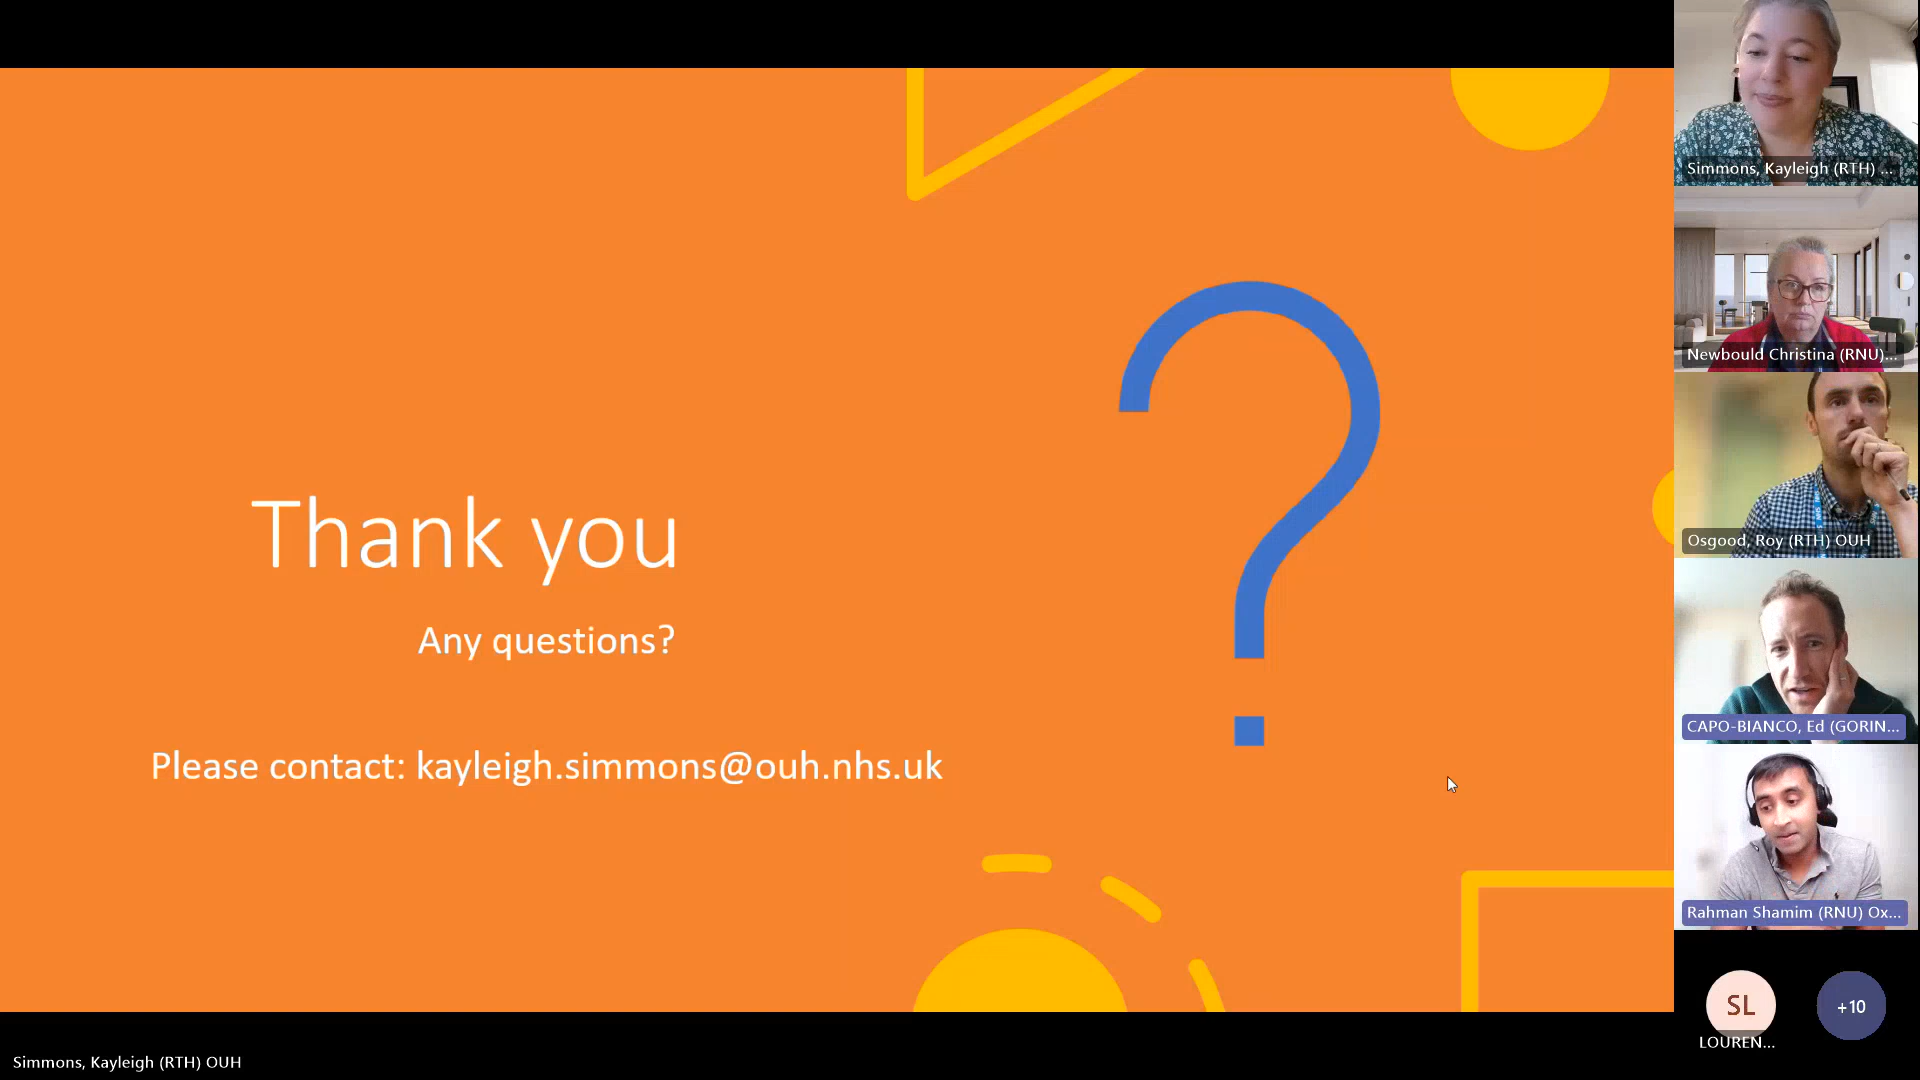 Thank you
Any questions?
Please contact: kayleigh.simmons@ouh.nhs.uk
?
Simmons, Kayleigh (RTH) ...
Newbould Christina (RNU)...
Osgood, Roy (RTH) OUH
CAPO-BIANCO, Ed (GORIN...
Rahman Shamim (RNU) Ox...
SL
+10
LOUREN...
Simmons, Kayleigh (RTH) OUH